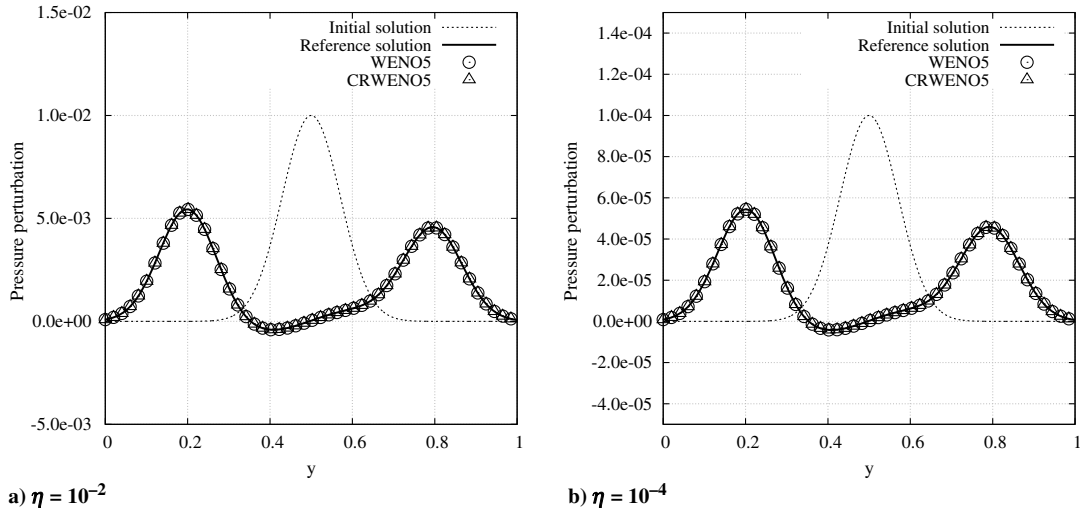 1.5e-02
1.0e-02
5.0e-03
0.0e+00
-5.0e-03
Pressure perturbation
Initial solution
Reference solution
WENO5
CRWENO5
0 0.2 0.4 0.6 0.8 1
y
a) η = 10⁻²
1.4e-04
1.2e-04
1.0e-04
8.0e-05
6.0e-05
4.0e-05
2.0e-05
0.0e+00
-2.0e-05
-4.0e-05
Pressure perturbation
Initial solution
Reference solution
WENO5
CRWENO5
0 0.2 0.4 0.6 0.8 1
y
b) η = 10⁻⁴